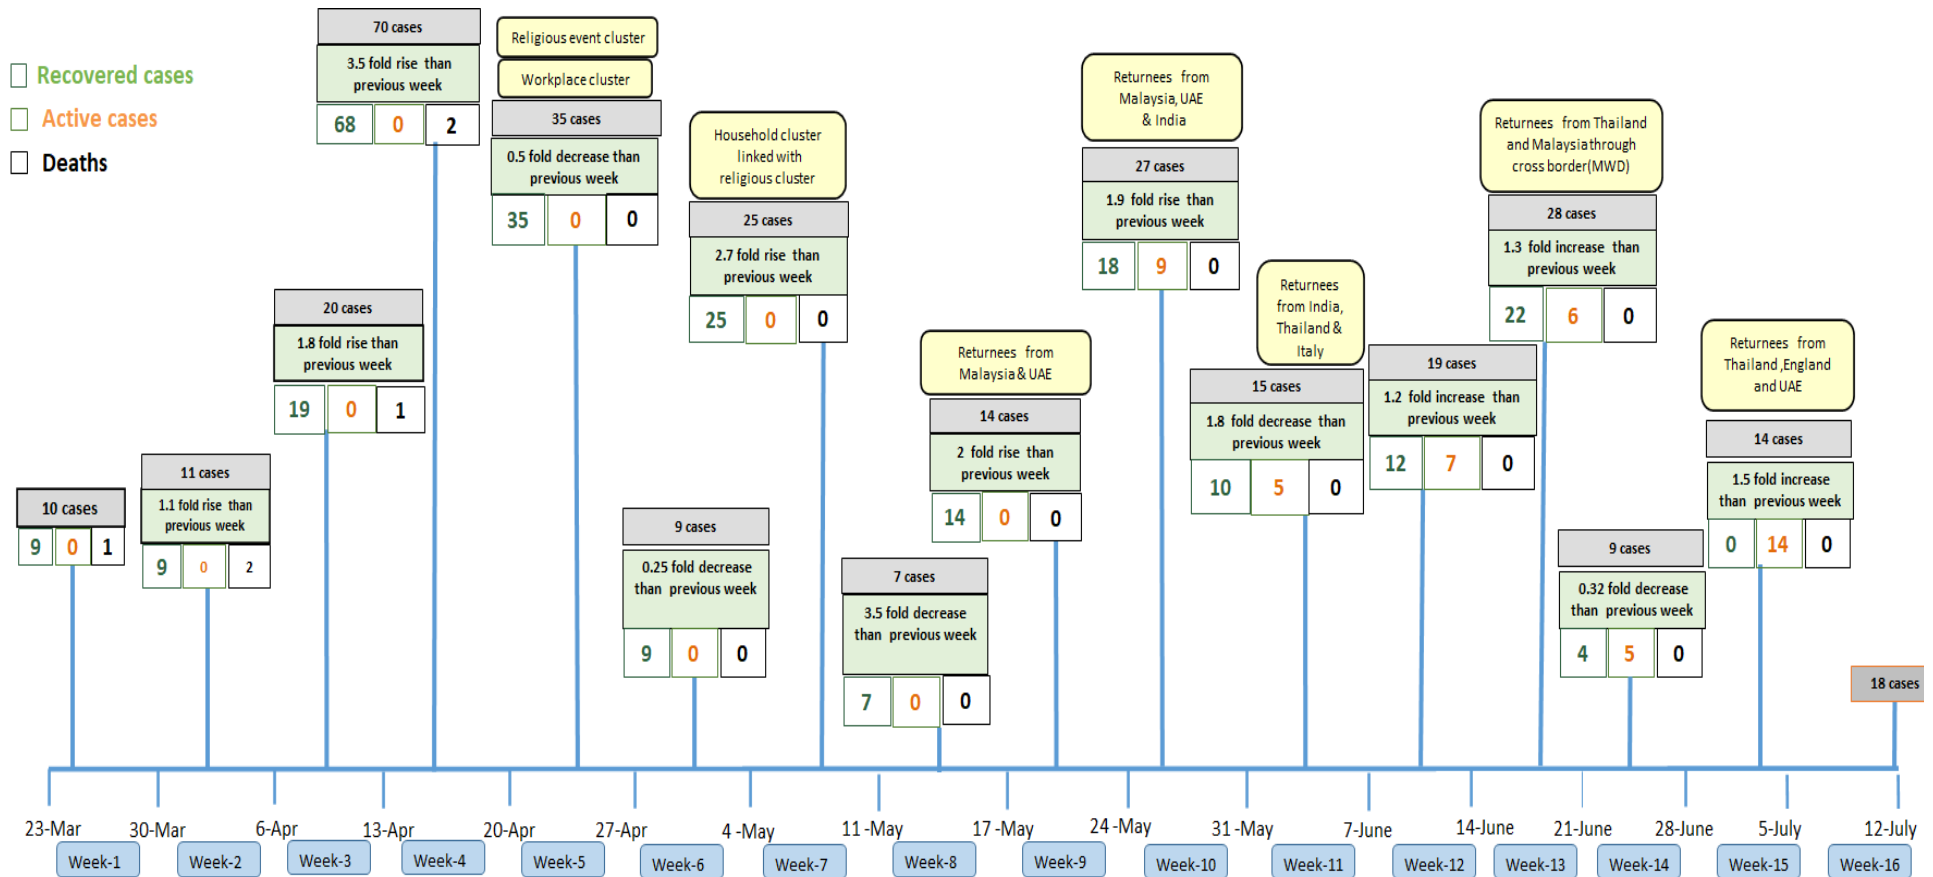 Recovered cases
Active cases
Deaths
10 cases
9 0 1
11 cases
1.1 fold rise than
previous week
9 0 2
20 cases
1.8 fold rise than
previous week
19 0 1
70 cases
3.5 fold rise than
previous week
68 0 2
Religious event cluster
Workplace cluster
35 cases
0.5 fold decrease than
previous week
35 0 0
9 cases
0.25 fold decrease
than previous week
9 0 0
Household cluster
linked with
religious cluster
25 cases
2.7 fold rise than
previous week
25 0 0
7 cases
3.5 fold decrease
than previous week
7 0 0
Returnees from
Malaysia & UAE
14 cases
2 fold rise than
previous week
14 0 0
Returnees from
Malaysia, UAE
& India
27 cases
1.9 fold rise than
previous week
18 9 0
Returnees
from India,
Thailand &
Italy
15 cases
1.8 fold decrease than
previous week
10 5 0
19 cases
1.2 fold increase than
previous week
12 7 0
Returnees from Thailand
and Malaysia through
cross border(MWD)
28 cases
1.3 fold increase than
previous week
22 6 0
9 cases
0.32 fold decrease
than previous week
4 5 0
Returnees from
Thailand ,England
and UAE
14 cases
1.5 fold increase
than previous week
0 14 0
18 cases
23-Mar 30-Mar 6-Apr 13-Apr 20-Apr 27-Apr 4 -May 11 -May 17 -May 24 -May 31 -May 7-June 14-June 21-June 28-June 5-July 12-July
Week-1 Week-2 Week-3 Week-4 Week-5 Week-6 Week-7 Week-8 Week-9 Week-10 Week-11 Week-12 Week-13 Week-14 Week-15 Week-16